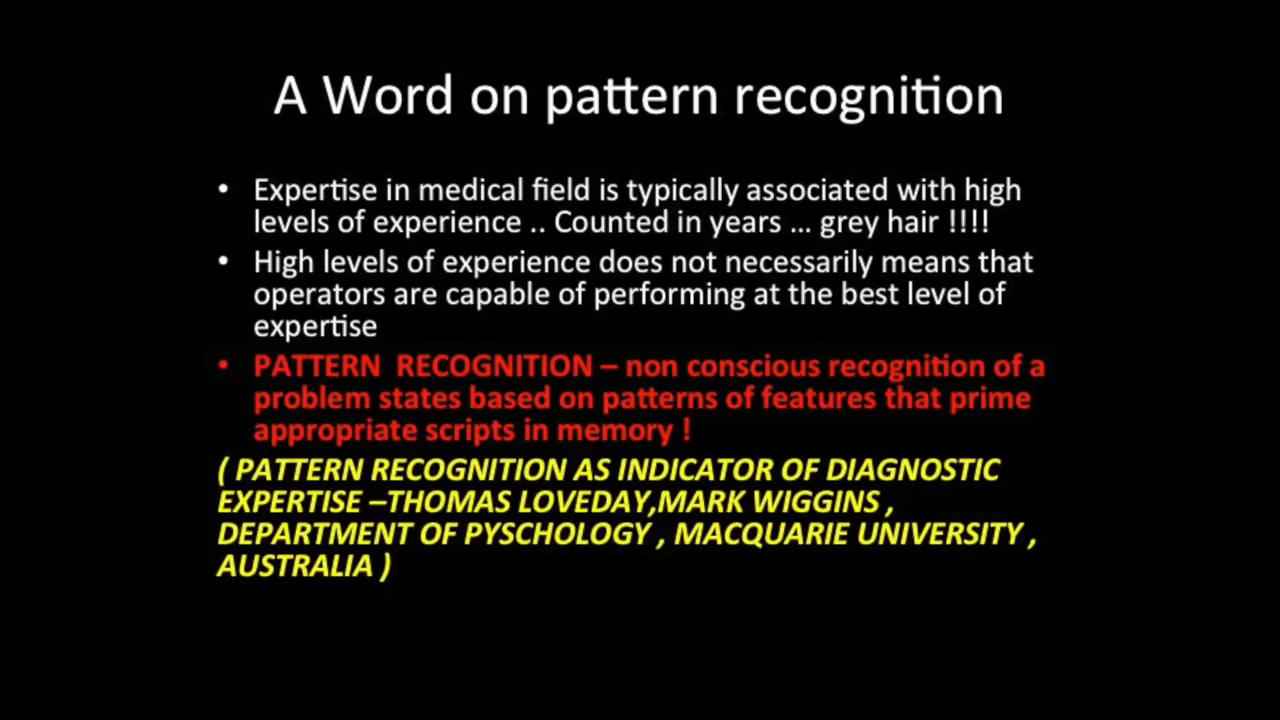 A Word on pattern recognition
• Expertise in medical field is typically associated with high
levels of experience .. Counted in years ... grey hair !!!!
• High levels of experience does not necessarily means that
operators are capable of performing at the best level of
expertise
• PATTERN RECOGNITION – non conscious recognition of a
problem states based on patterns of features that prime
appropriate scripts in memory !
( PATTERN RECOGNITION AS INDICATOR OF DIAGNOSTIC
EXPERTISE –THOMAS LOVEDAY,MARK WIGGINS ,
DEPARTMENT OF PYSCHOLOGY , MACQUARIE UNIVERSITY ,
AUSTRALIA )